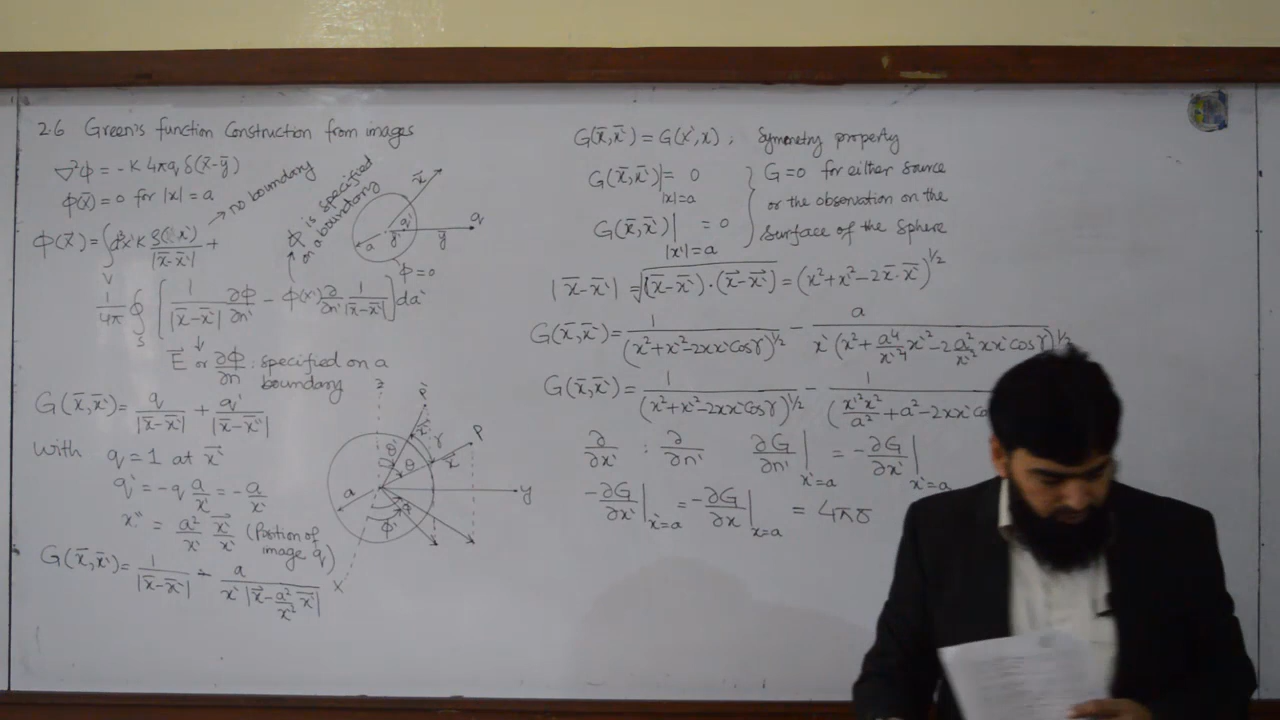 2.6 Green's function Construction from images
∇²Φ = -K 4πq δ(x̄-ȳ)
Φ(x̄) = 0 for |x| = a
→ no boundary
Φ(x⃗) = ∫ d³x' K ρ(x') / |x̄-x̄'| +
V
Φ is specified on a boundary
1/4π ∮ [ 1/|x̄-x̄'| ∂Φ/∂n' - Φ(x') ∂/∂n' 1/|x̄-x̄'| ] da'
S
E⃗ or ∂Φ/∂n : specified on a
boundary
x⃗
q
q'
a
y'
ȳ
Φ=0
G(x̄,x̄') = q/|x̄-x̄'| + q'/|x̄-x̄''|
with q = 1 at x⃗'
q' = -q a/x' = -a/x'
x'' = a²/x' x⃗'/x' (Position of
image q')
G(x̄,x̄') = 1/|x̄-x̄'| - a / x' |x⃗ - a²/x'² x̄'|
z
P'
P
x'
γ
x⃗
θ'
θ
a
y
φ'
x
G(x̄,x̄') = G(x',x) ; Symmetry property
G(x̄,x̄')| |x|=a = 0 } G=0 for either source
or the observation on the
G(x̄,x̄')| |x'|=a = 0 } Surface of the Sphere
|x̄-x̄'| = √(x̄-x̄')·(x⃗-x⃗') = (x²+x'²-2x̄·x̄')^1/2
G(x̄,x̄') = 1/(x²+x'²-2xx'cosγ)^1/2 - a / x'(x²+a⁴/x'⁴ x'²-2a²/x'² xx'cosγ)^1/2
G(x̄,x̄') = 1/(x²+x'²-2xx'cosγ)^1/2 - 1/(x'²x²/a² + a²-2xx'co
∂/∂x' : ∂/∂n' ∂G/∂n'| x'=a = -∂G/∂x'| x'=a
-∂G/∂x'| x'=a = -∂G/∂x| x=a = 4πσ